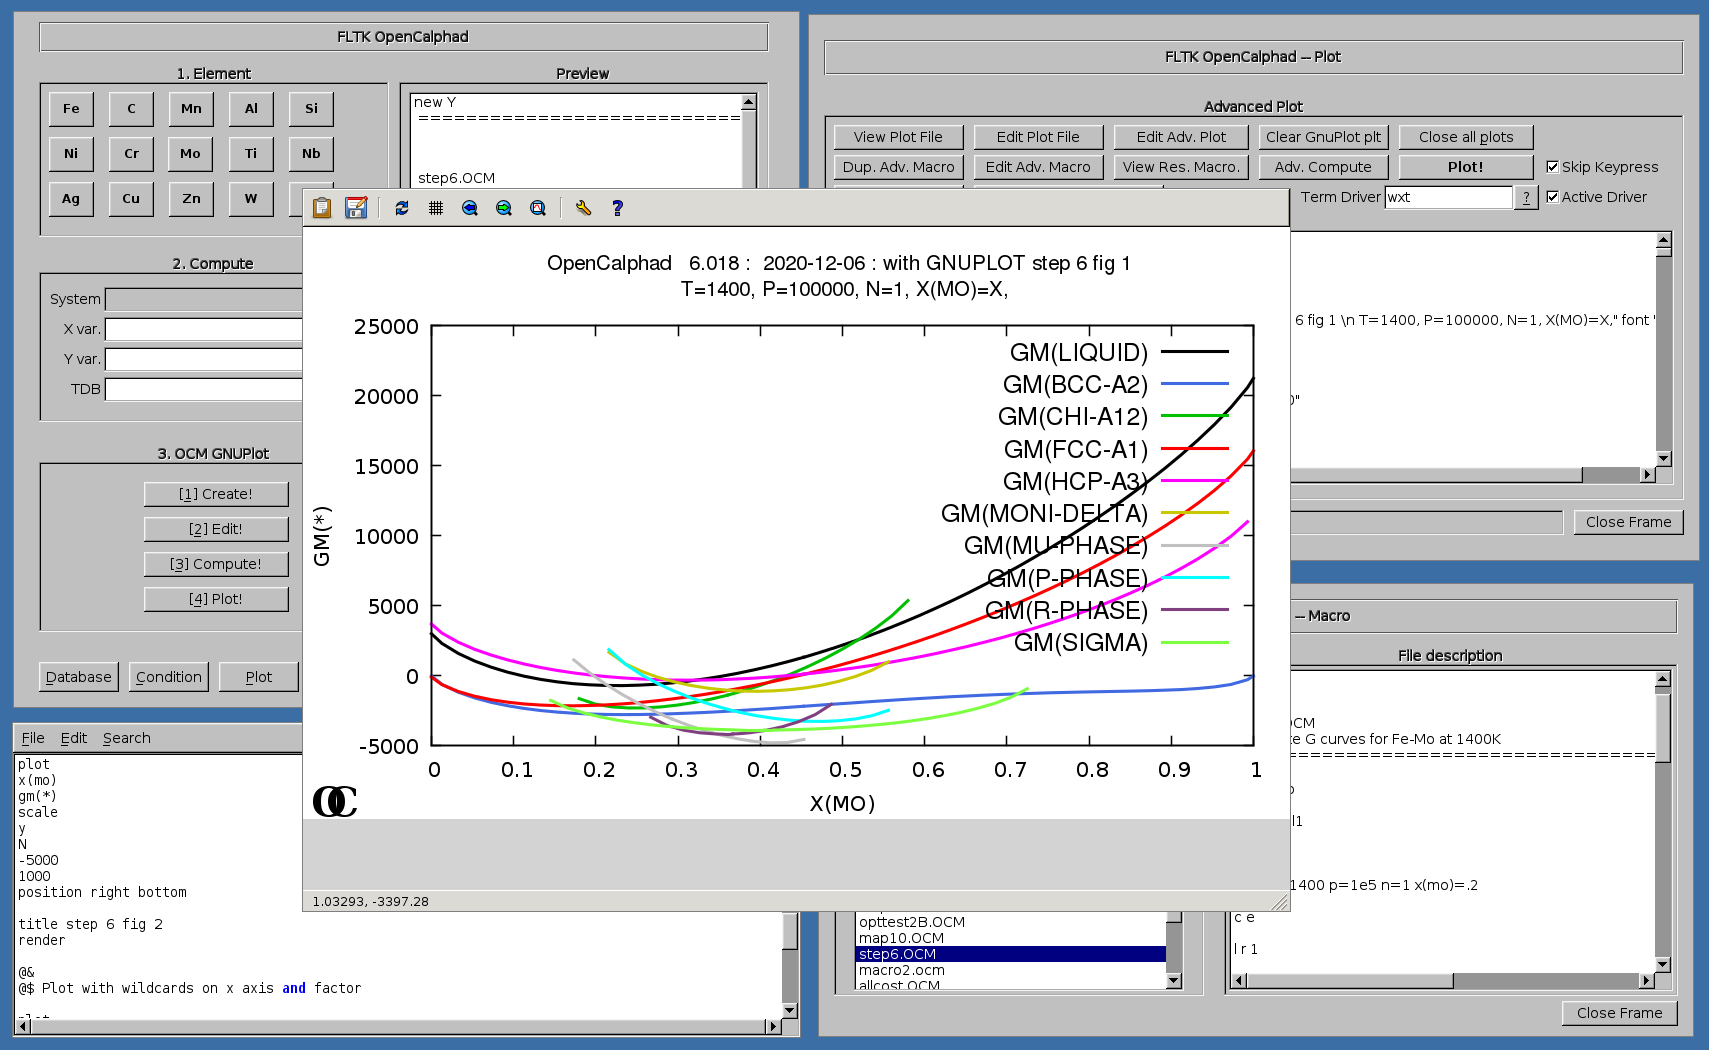 FLTK OpenCalphad
1. Element
Fe C Mn Al Si
Ni Cr Mo Ti Nb
Ag Cu Zn W
Preview
new Y
===========================
step6.OCM
2. Compute
System
X var.
Y var.
TDB
3. OCM GNUPlot
[1] Create!
[2] Edit!
[3] Compute!
[4] Plot!
Database Condition Plot
File Edit Search
plot
x(mo)
gm(*)
scale
y
N
-5000
1000
position right bottom
title step 6 fig 2
render
@&
@$ Plot with wildcards on x axis and factor
FLTK OpenCalphad -- Plot
Advanced Plot
View Plot File Edit Plot File Edit Adv. Plot Clear GnuPlot plt Close all plots
Dup. Adv. Macro Edit Adv. Macro View Res. Macro. Adv. Compute Plot! Skip Keypress
Term Driver wxt ? Active Driver
6 fig 1 \n T=1400, P=100000, N=1, X(MO)=X," font "
"
Close Frame
OpenCalphad 6.018 : 2020-12-06 : with GNUPLOT step 6 fig 1
T=1400, P=100000, N=1, X(MO)=X,
GM(*)
25000
20000
15000
10000
5000
0
-5000
GM(LIQUID)
GM(BCC-A2)
GM(CHI-A12)
GM(FCC-A1)
GM(HCP-A3)
GM(MONI-DELTA)
GM(MU-PHASE)
GM(P-PHASE)
GM(R-PHASE)
GM(SIGMA)
0 0.1 0.2 0.3 0.4 0.5 0.6 0.7 0.8 0.9 1
X(MO)
OC
1.03293, -3397.28
-- Macro
File description
G curves for Fe-Mo at 1400K
==============================
1400 p=1e5 n=1 x(mo)=.2
c e
l r 1
opttest2B.OCM
map10.OCM
step6.OCM
macro2.ocm
allcost.OCM
Close Frame